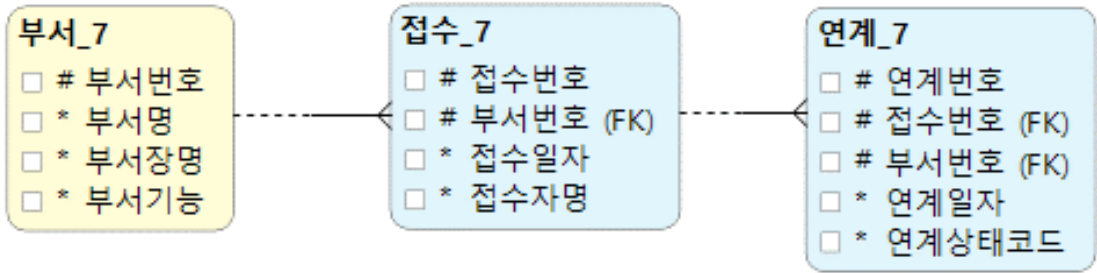 부서_7
# 부서번호
* 부서명
* 부서장명
* 부서기능
접수_7
# 접수번호
# 부서번호 (FK)
* 접수일자
* 접수자명
연계_7
# 연계번호
# 접수번호 (FK)
# 부서번호 (FK)
* 연계일자
* 연계상태코드